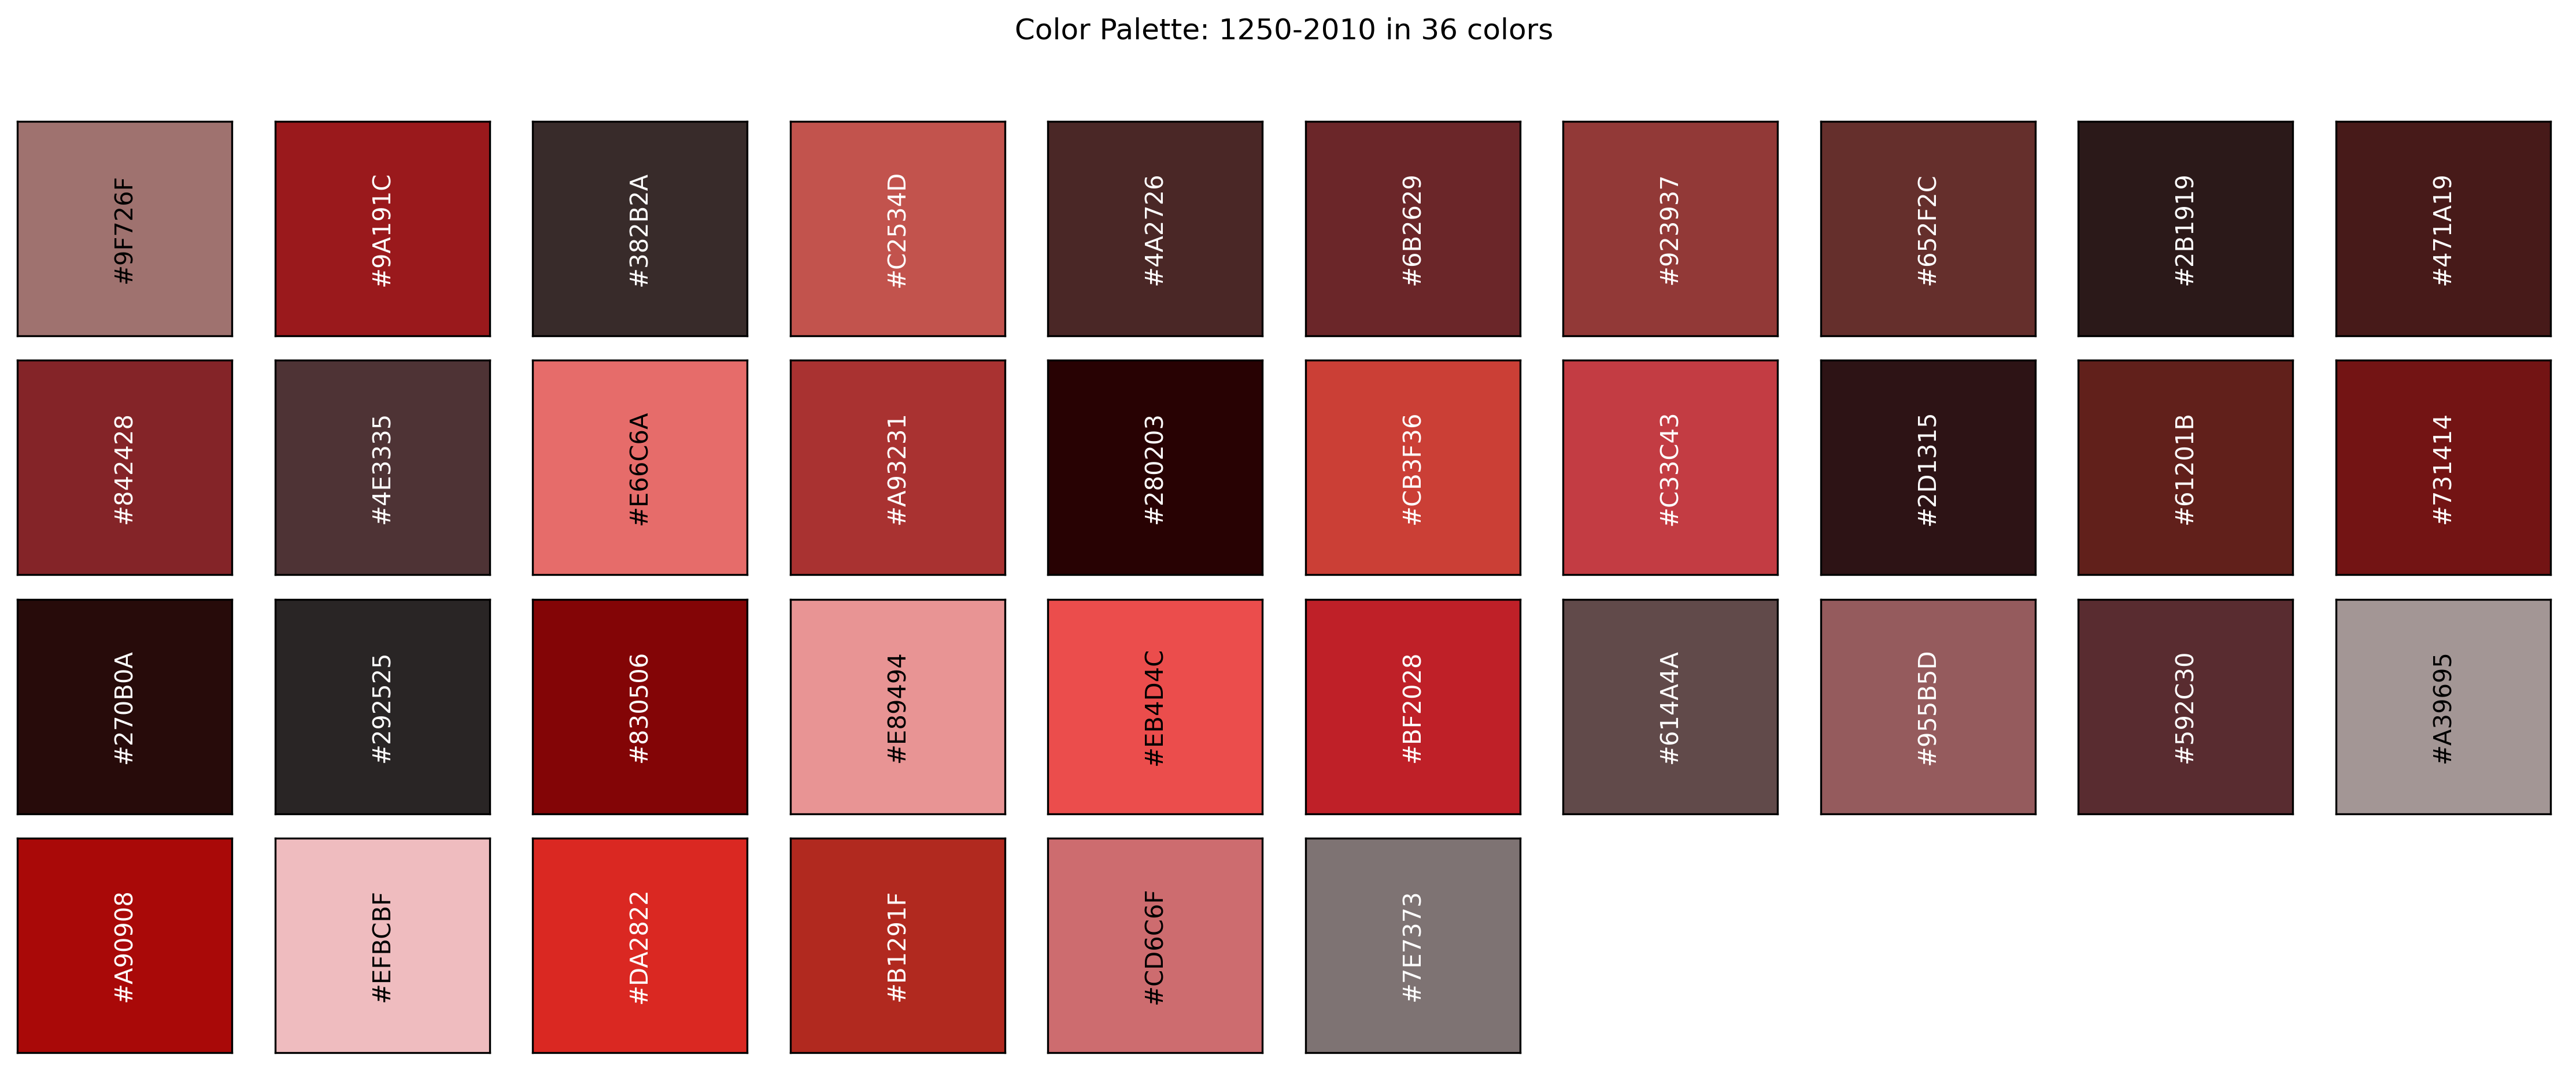 Color Palette: 1250-2010 in 36 colors
#9F726F
#9A191C
#382B2A
#C2534D
#4A2726
#6B2629
#923937
#652F2C
#2B1919
#471A19
#842428
#4E3335
#E66C6A
#A93231
#280203
#CB3F36
#C33C43
#2D1315
#61201B
#731414
#270B0A
#292525
#830506
#E89494
#EB4D4C
#BF2028
#614A4A
#955B5D
#592C30
#A39695
#A90908
#EFBCBF
#DA2822
#B1291F
#CD6C6F
#7E7373